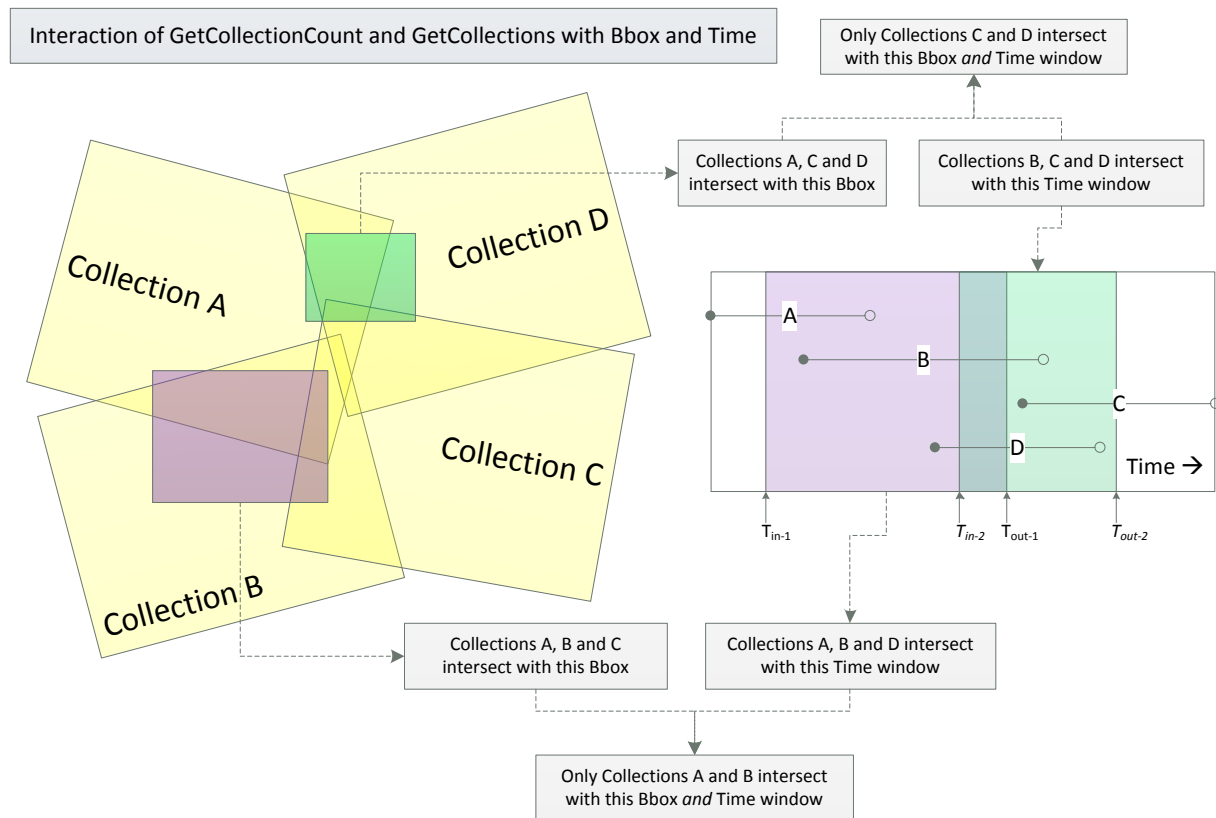 Interaction of GetCollectionCount and GetCollections with Bbox and Time
Only Collections C and D intersect
with this Bbox and Time window
Collections A, C and D
intersect with this Bbox
Collections B, C and D intersect
with this Time window
Collection A
Collection D
Collection C
Collection B
A
B
C
D
Time →
Tin-1
Tin-2
Tout-1
Tout-2
Collections A, B and C
intersect with this Bbox
Collections A, B and D intersect
with this Time window
Only Collections A and B intersect
with this Bbox and Time window